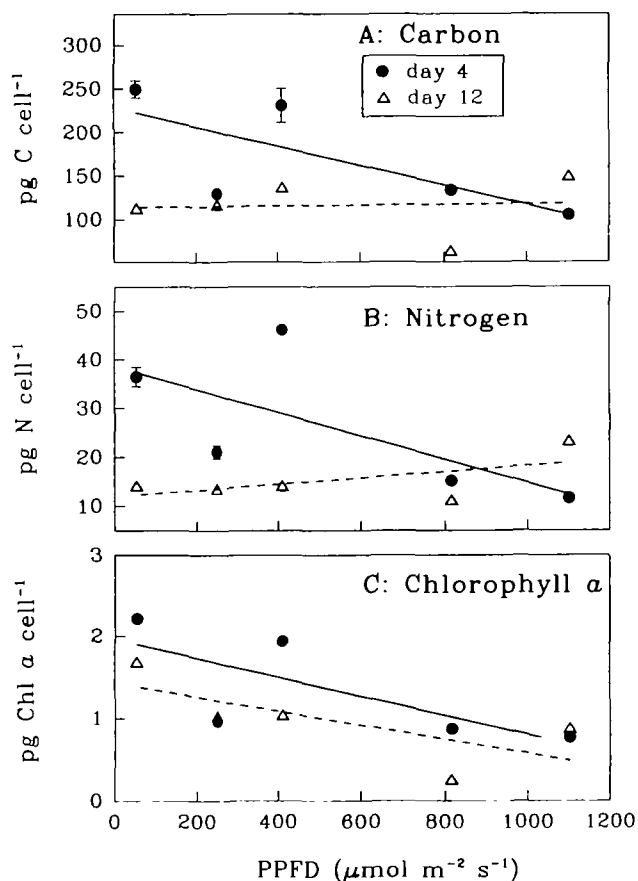 A: Carbon
● day 4
△ day 12
pg C cell⁻¹
300
250
200
150
100
B: Nitrogen
pg N cell⁻¹
50
40
30
20
10
C: Chlorophyll a
pg Chl a cell⁻¹
3
2
1
0
0 200 400 600 800 1000 1200
PPFD (μmol m⁻² s⁻¹)